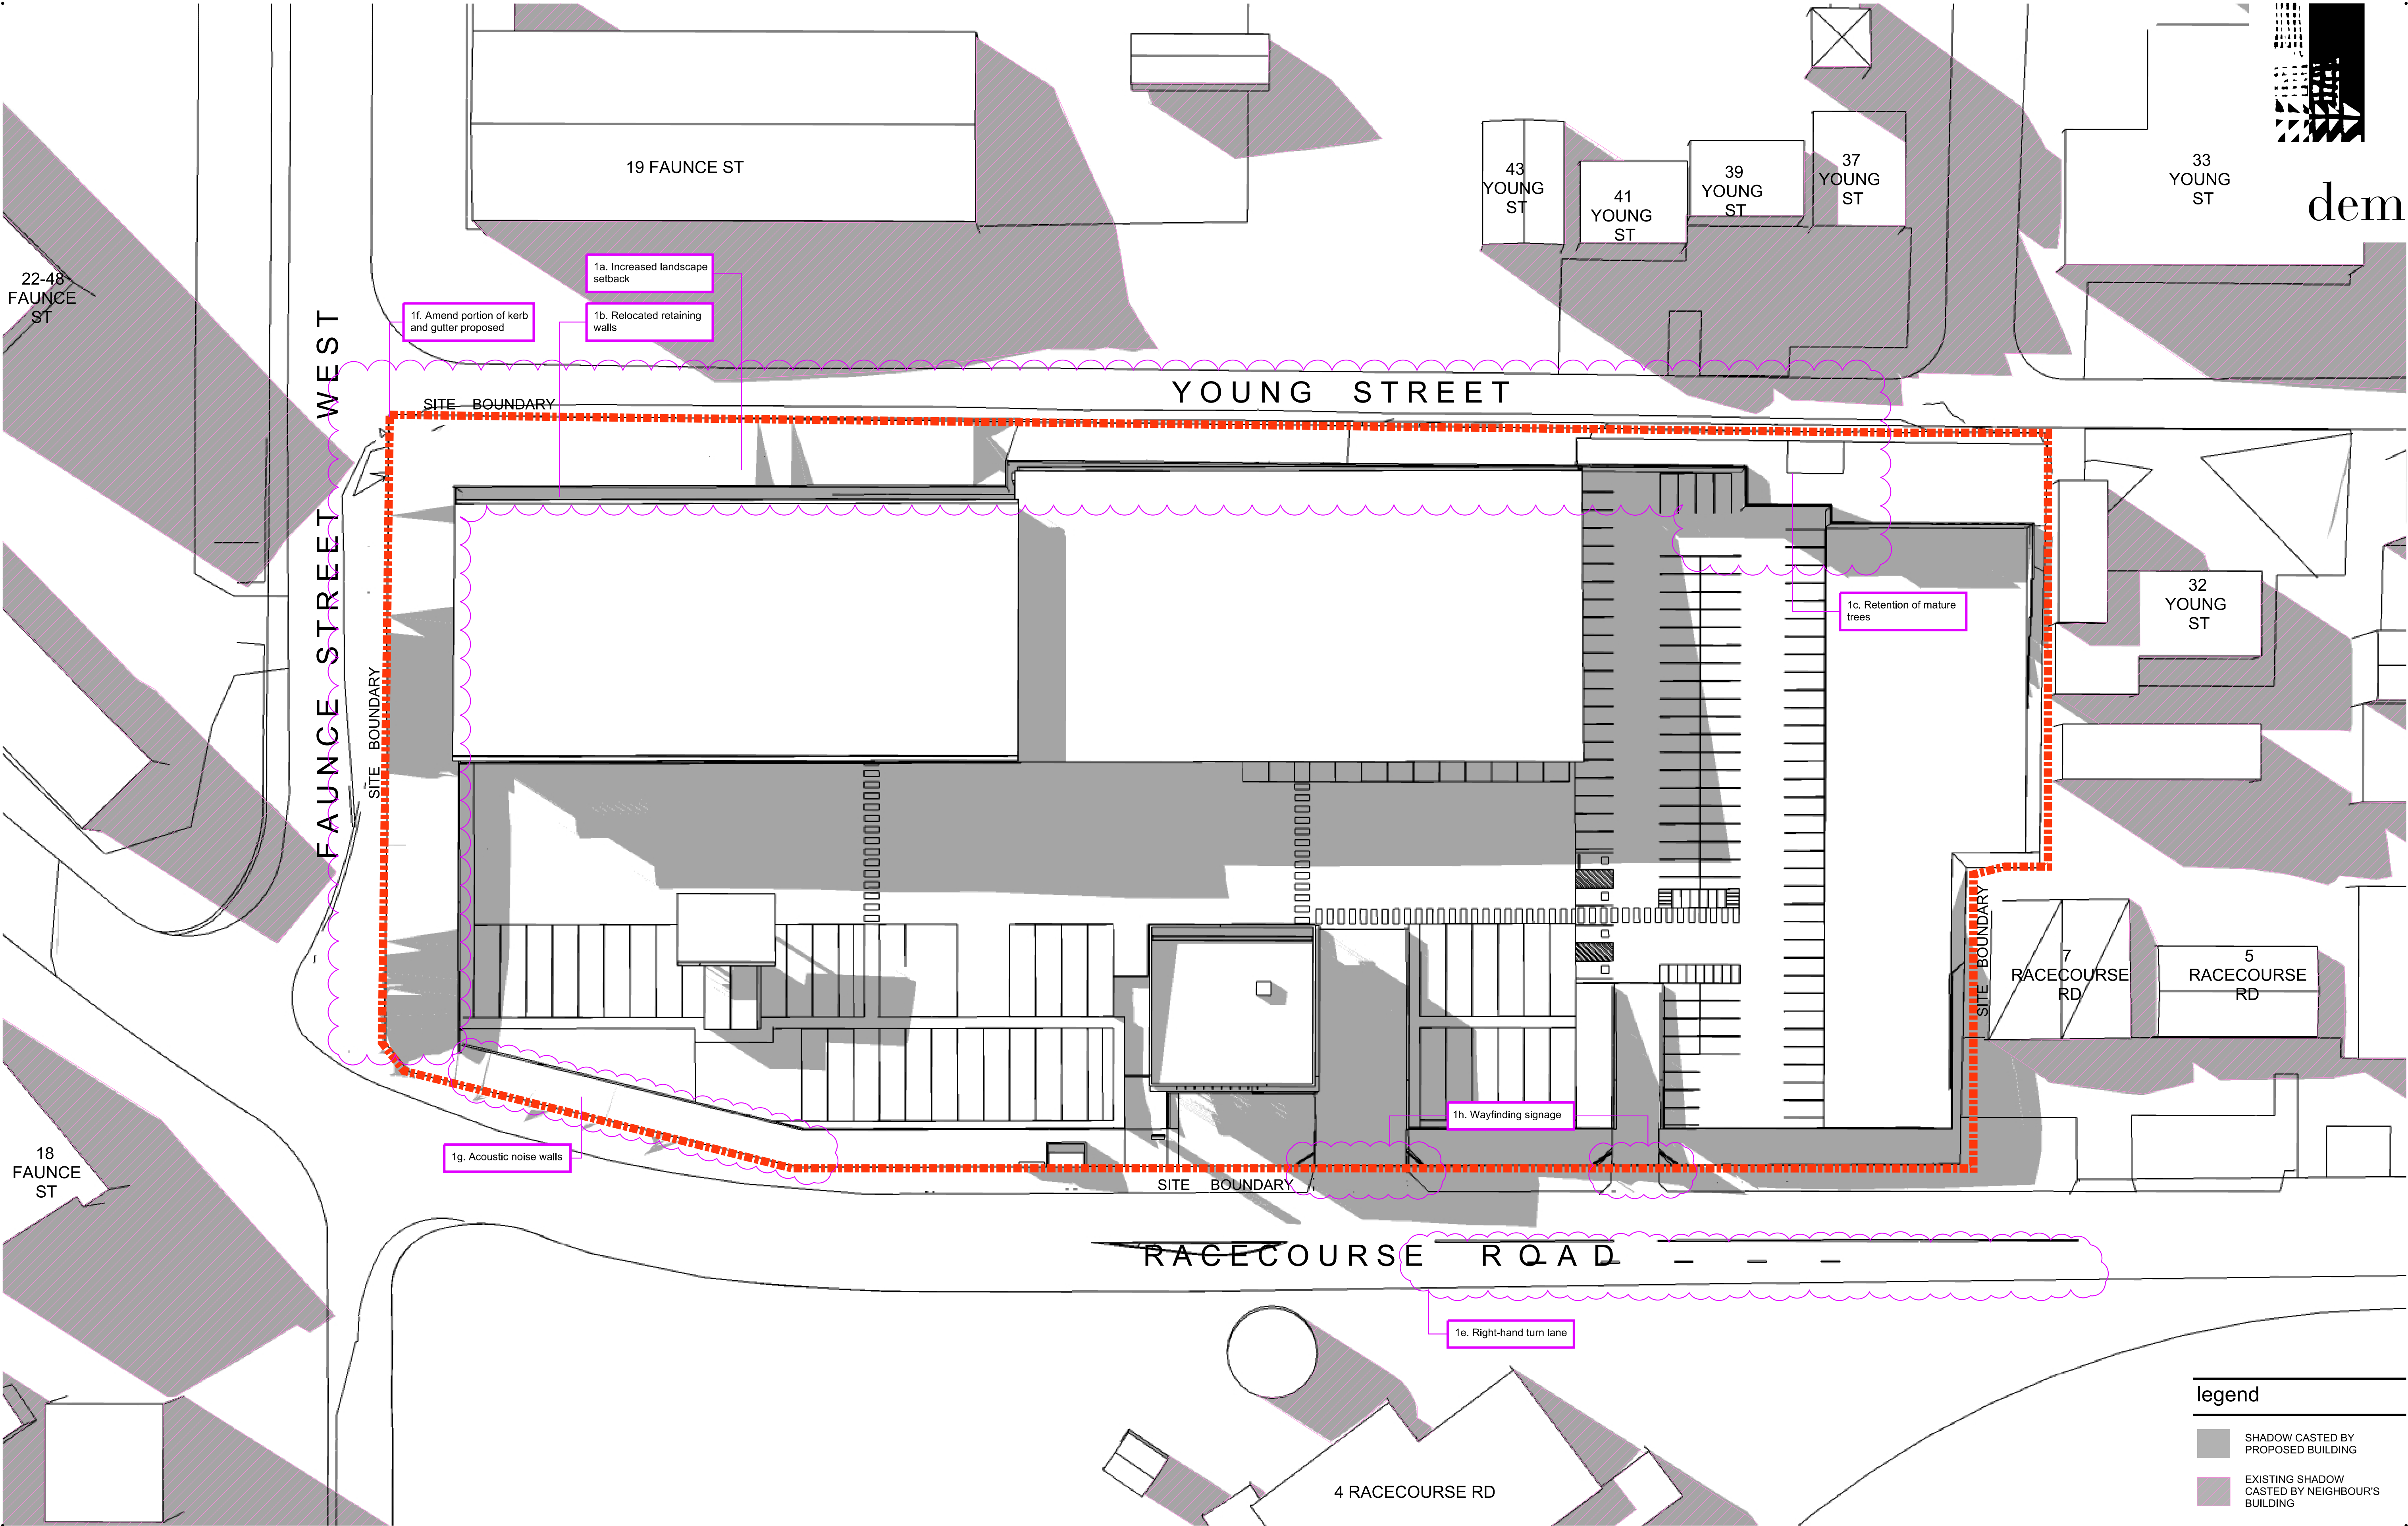 dem
19 FAUNCE ST
43
YOUNG
ST
41
YOUNG
ST
39
YOUNG
ST
37
YOUNG
ST
33
YOUNG
ST
22-48
FAUNCE
ST
1a. Increased landscape
setback
1f. Amend portion of kerb
and gutter proposed
1b. Relocated retaining
walls
YOUNG STREET
SITE BOUNDARY
FAUNCE STREET WEST
SITE BOUNDARY
1c. Retention of mature
trees
32
YOUNG
ST
SITE BOUNDARY
7
RACECOURSE
RD
5
RACECOURSE
RD
1h. Wayfinding signage
1g. Acoustic noise walls
18
FAUNCE
ST
SITE BOUNDARY
RACECOURSE ROAD
1e. Right-hand turn lane
4 RACECOURSE RD
legend
SHADOW CASTED BY
PROPOSED BUILDING
EXISTING SHADOW
CASTED BY NEIGHBOUR'S
BUILDING